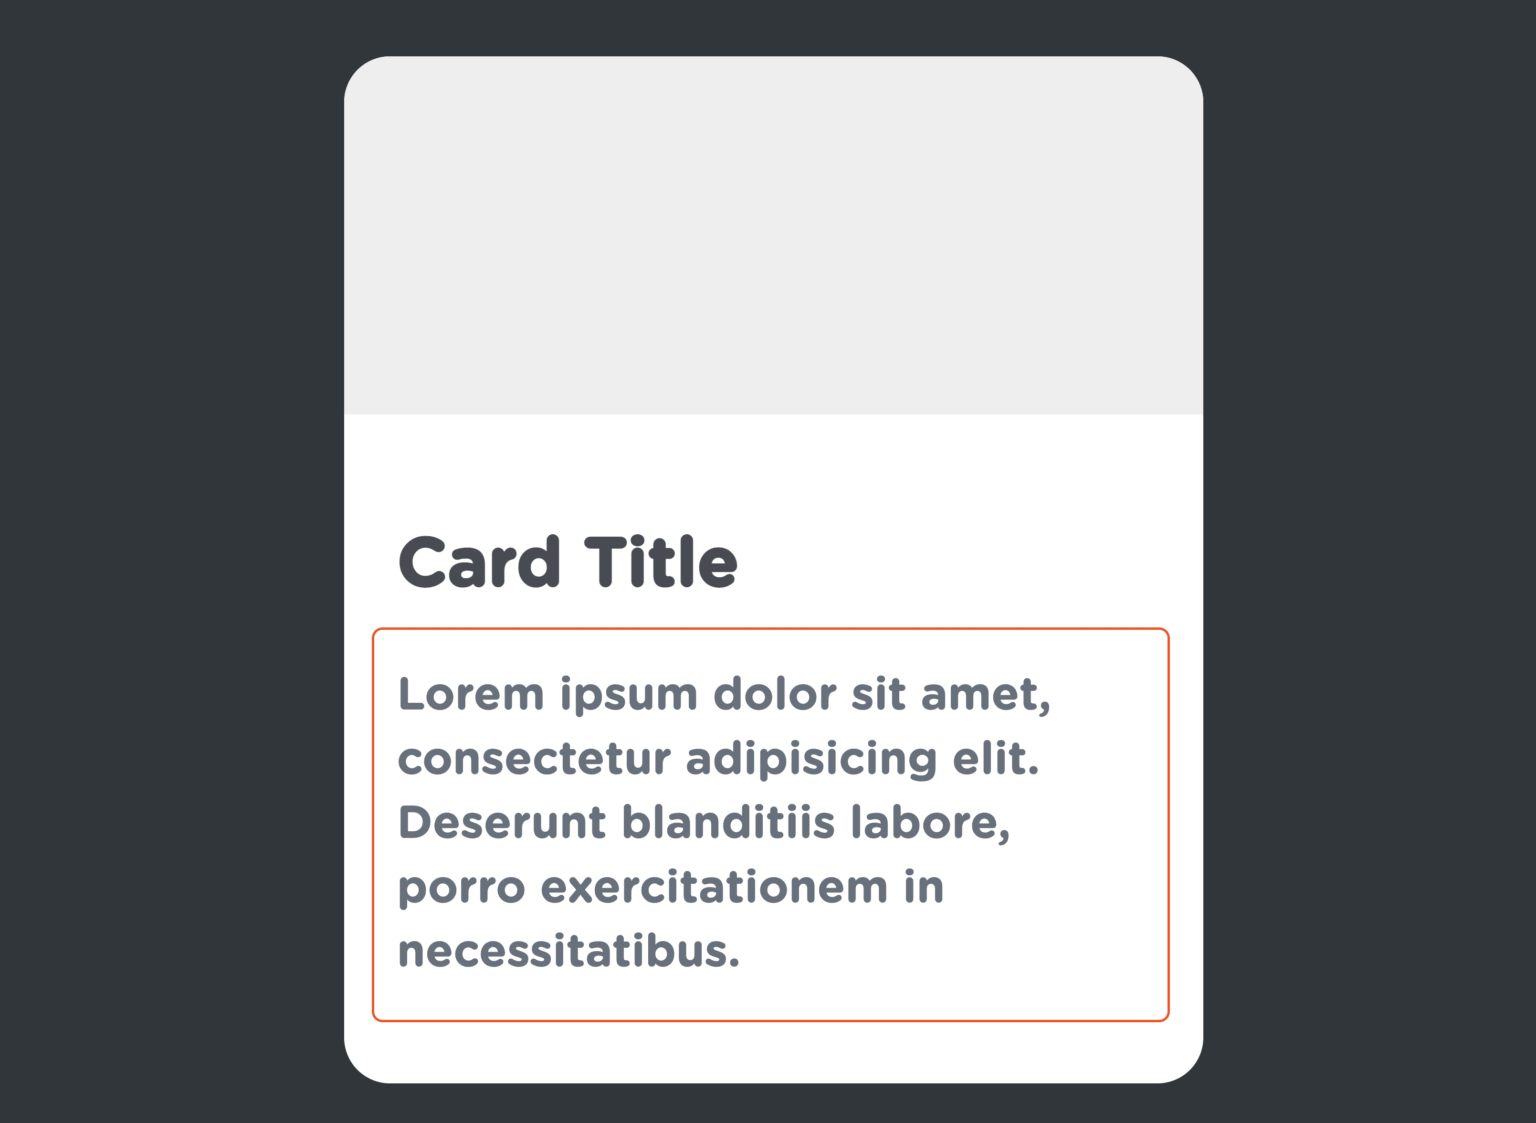 Card Title
Lorem ipsum dolor sit amet,
consectetur adipisicing elit.
Deserunt blanditiis labore,
porro exercitationem in
necessitatibus.